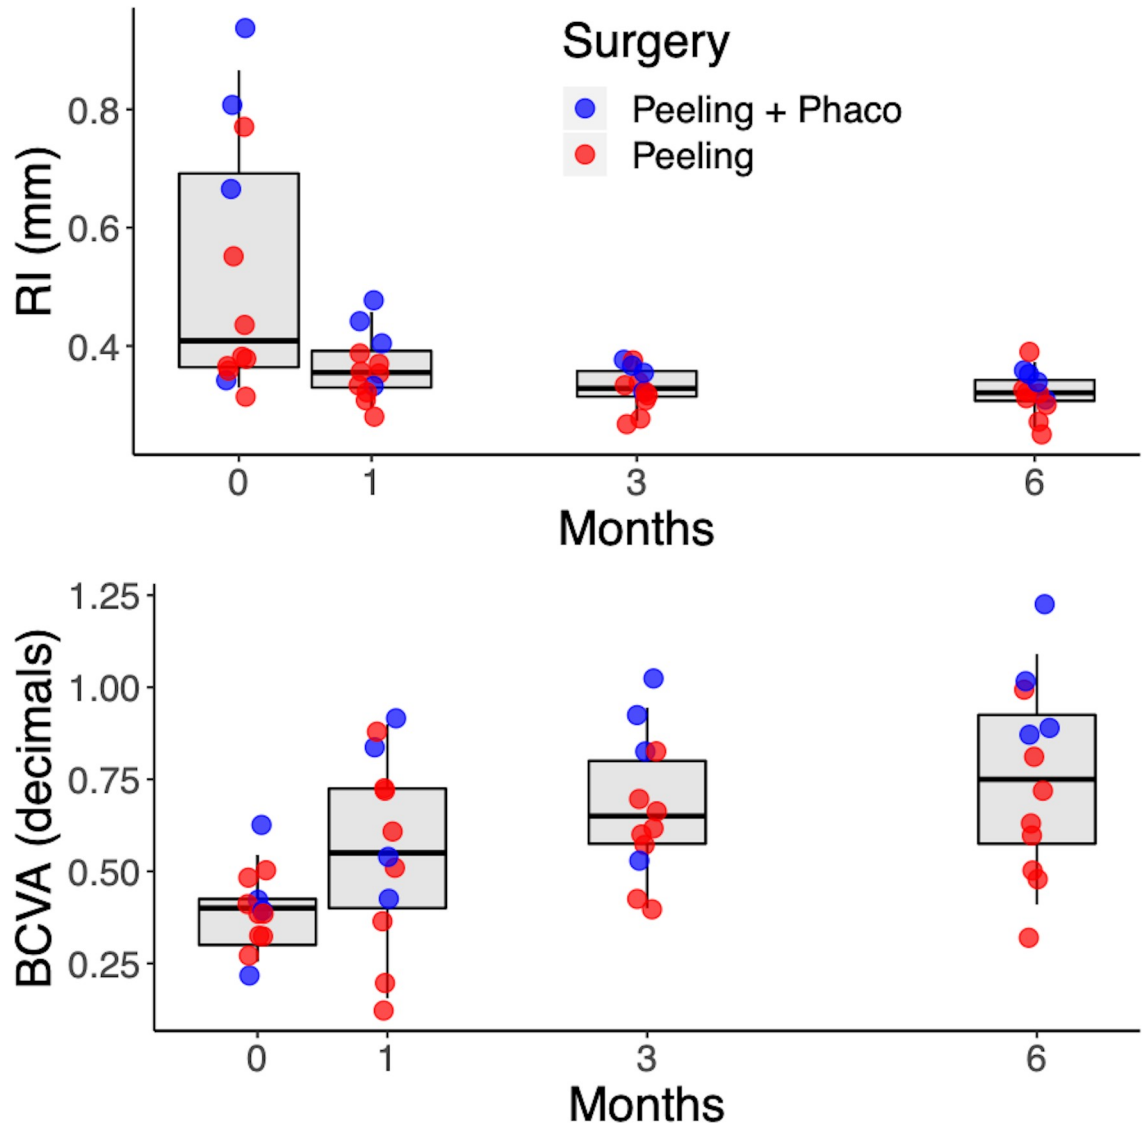 Surgery
Peeling + Phaco
Peeling
RI (mm)
0.8
0.6
0.4
0 1 3 6
Months
BCVA (decimals)
1.25
1.00
0.75
0.50
0.25
0 1 3 6
Months